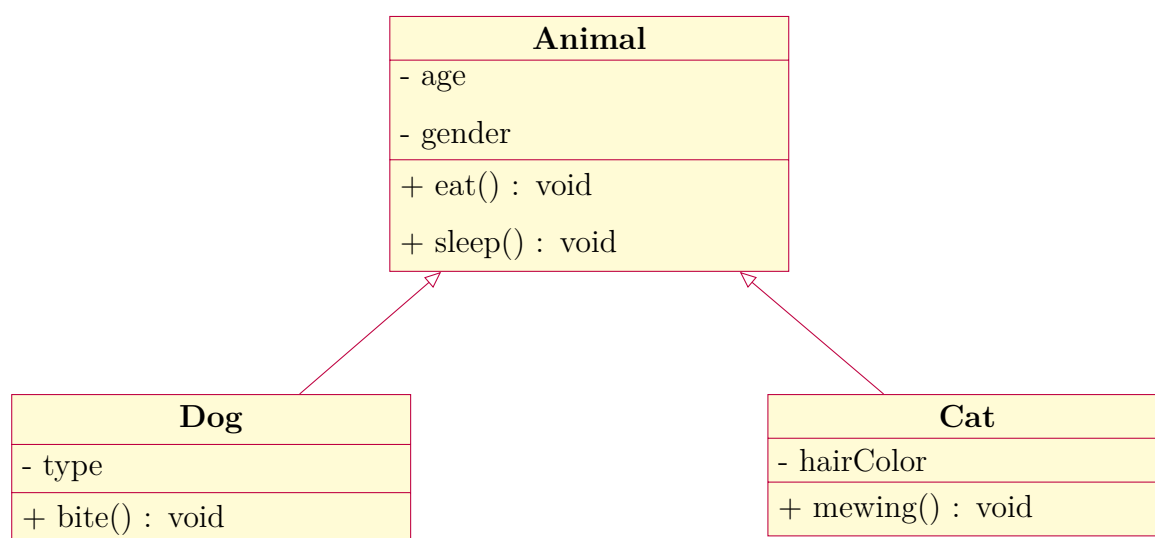 Animal
- age
- gender
+ eat() : void
+ sleep() : void
Dog
- type
+ bite() : void
Cat
- hairColor
+ mewing() : void